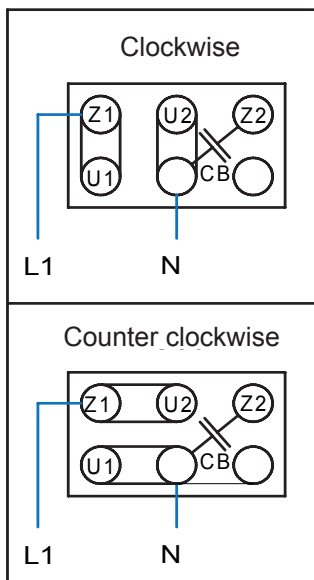 Clockwise
Z1 U2 Z2
U1 CB
L1 N
Counter clockwise
Z1 U2 Z2
U1 CB
L1 N